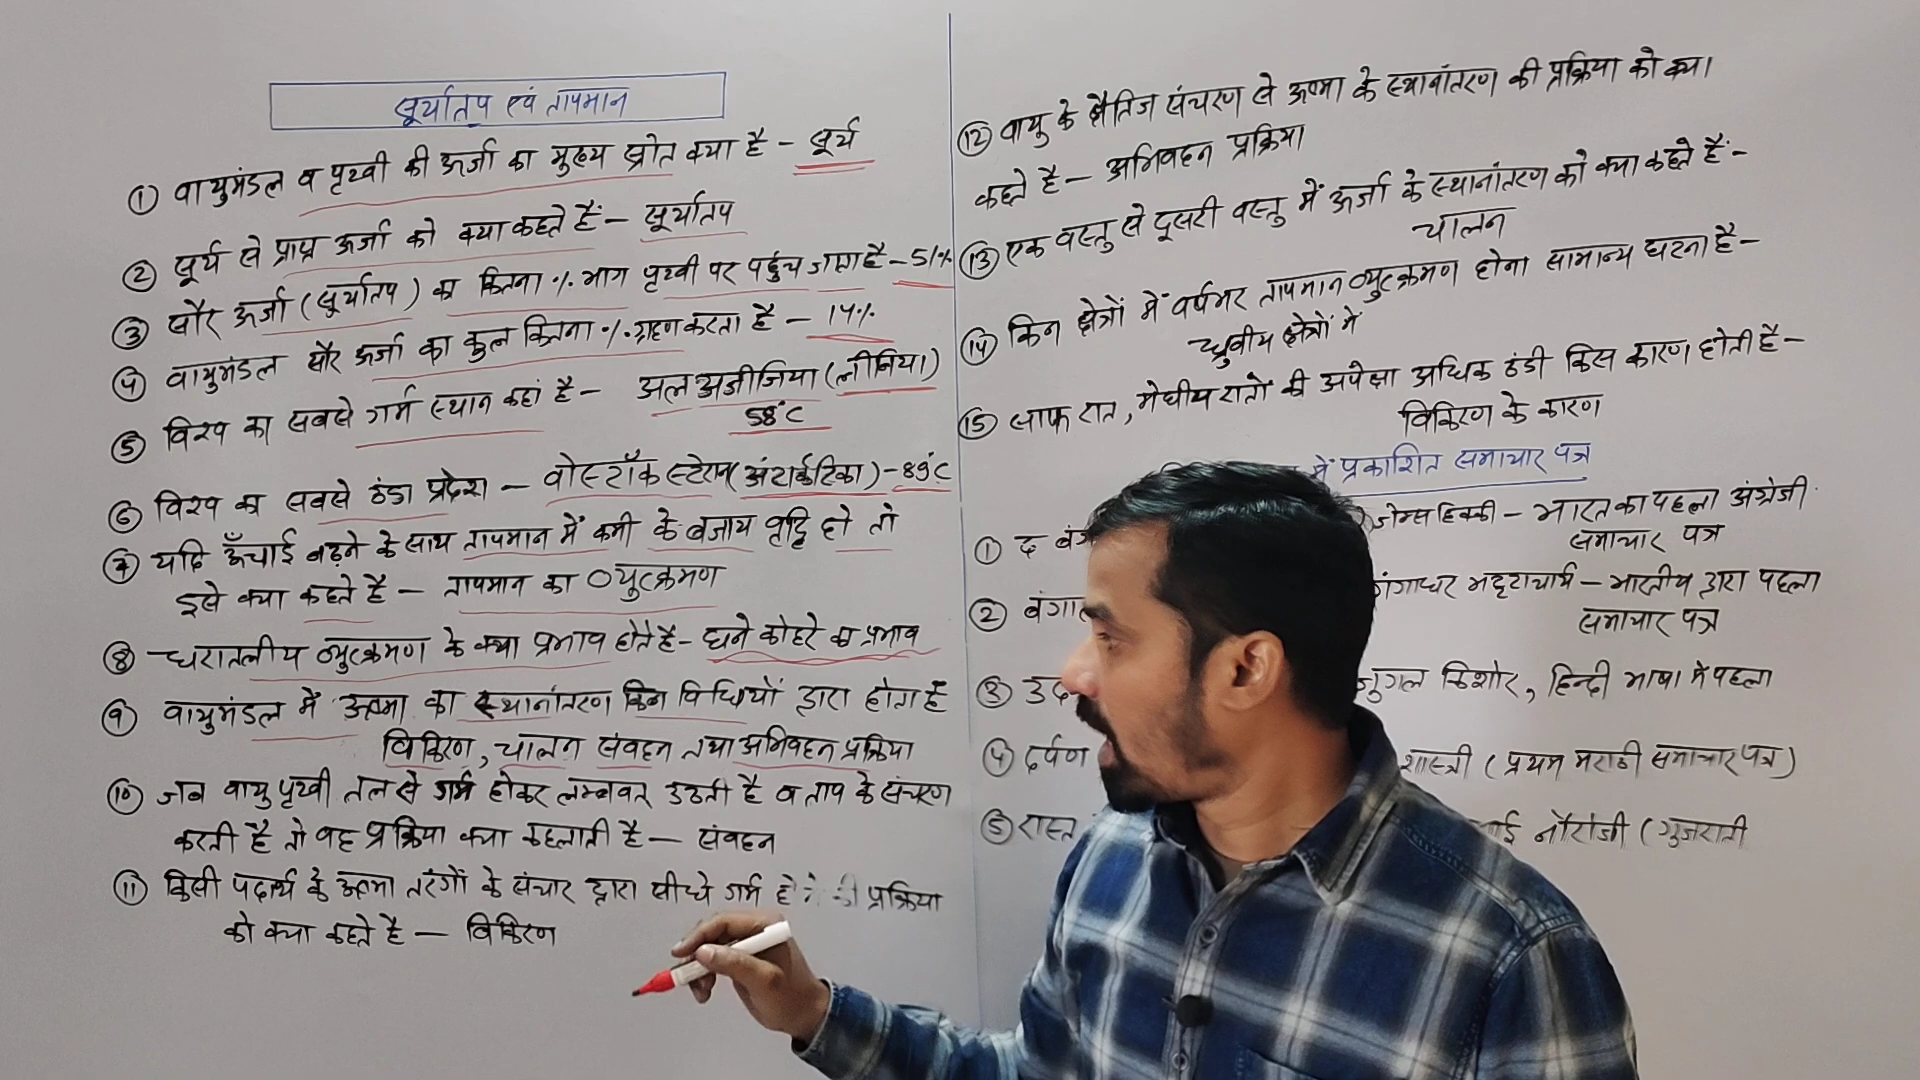 सूर्यातप एवं तापमान
① वायुमंडल व पृथ्वी की ऊर्जा का मुख्य स्रोत क्या है - सूर्य
② सूर्य से प्राप्त ऊर्जा को क्या कहते हैं - सूर्यातप
③ सौर ऊर्जा (सूर्यातप) का कितना % भाग पृथ्वी पर पहुंच जाता है - 51%
④ वायुमंडल सौर ऊर्जा का कुल कितना % ग्रहण करता है - 14%
⑤ विश्व का सबसे गर्म स्थान कहां है - अल अजीजिया (लीबिया)
58°C
⑥ विश्व का सबसे ठंडा प्रदेश - वोस्टॉक स्टेशन (अंटार्कटिका) - 89°C
⑦ यदि ऊँचाई बढ़ने के साथ तापमान में कमी के बजाय वृद्धि हो तो
इसे क्या कहते है - तापमान का व्युत्क्रमण
⑧ धरातलीय व्युत्क्रमण के क्या प्रभाव होते है - घने कोहरे का प्रभाव
⑨ वायुमंडल में ऊष्मा का स्थानांतरण किन विधियों द्वारा होता है
विकिरण, चालन संवहन तथा अभिवहन प्रक्रिया
⑩ जब वायु पृथ्वी तल से गर्म होकर लम्बवत उठती है व ताप के संचरण
करती है तो वह प्रक्रिया क्या कहलाती है - संवहन
⑪ किसी पदार्थ के ऊष्मा तरंगों के संचार द्वारा सीधे गर्म की प्रक्रिया
को क्या कहते है - विकिरण
⑫ वायु के क्षैतिज संचरण से ऊष्मा के स्थानांतरण की प्रक्रिया को क्या
कहते है - अभिवहन प्रक्रिया
⑬ एक वस्तु से दूसरी वस्तु में ऊर्जा के स्थानांतरण को क्या कहते है -
चालन
⑭ किन क्षेत्रों में वर्षभर तापमान व्युत्क्रमण होना सामान्य घटना है -
ध्रुवीय क्षेत्रों में
⑮ साफ रात, मेघीय रातों की अपेक्षा अधिक ठंडी किस कारण होती है -
विकिरण के कारण
में प्रकाशित समाचार पत्र
① द जेम्स हिक्की - भारत का पहला अंग्रेजी
समाचार पत्र
② गंगाधर भट्टाचार्य - भारतीय द्वारा पहला
समाचार पत्र
③ जुगल किशोर, हिन्दी भाषा मे पहला
④ दर्पण शास्त्री (प्रथम मराठी समाचार पत्र)
⑤ रास्त नौरोजी (गुजराती